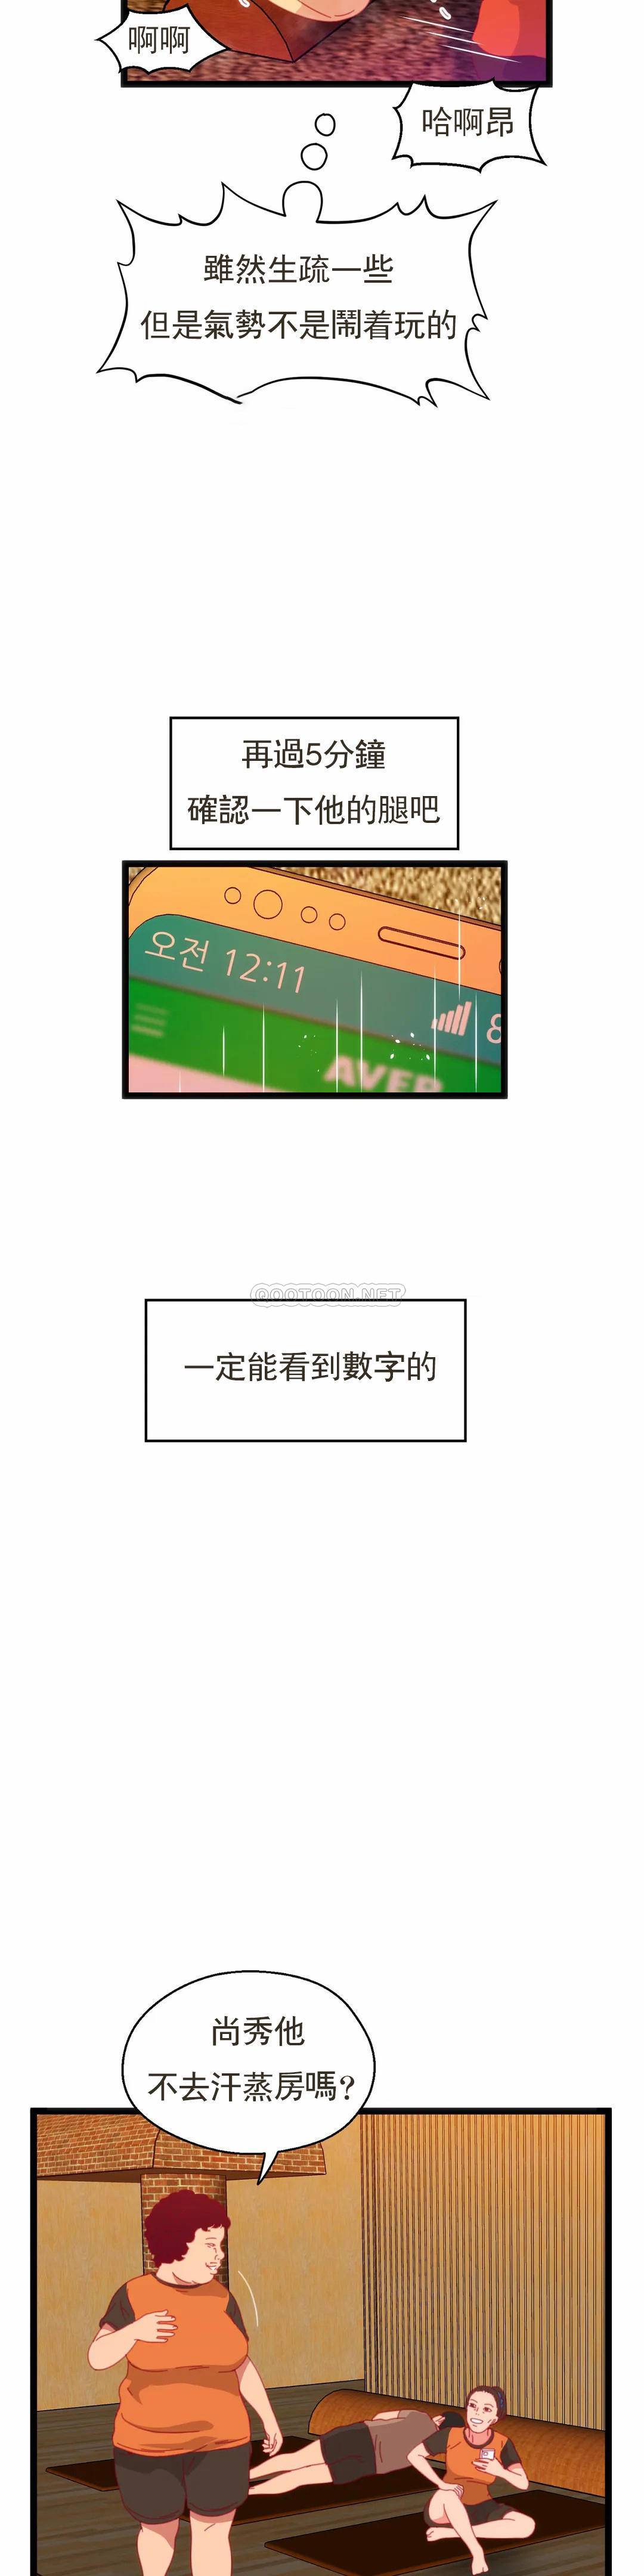 啊啊
哈啊昂
雖然生疏一些
但是氣勢不是鬧着玩的
再過5分鐘
確認一下他的腿吧
오전 12:11
8
AVER
QOOTOON.NET
一定能看到數字的
尚秀他
不去汗蒸房嗎?